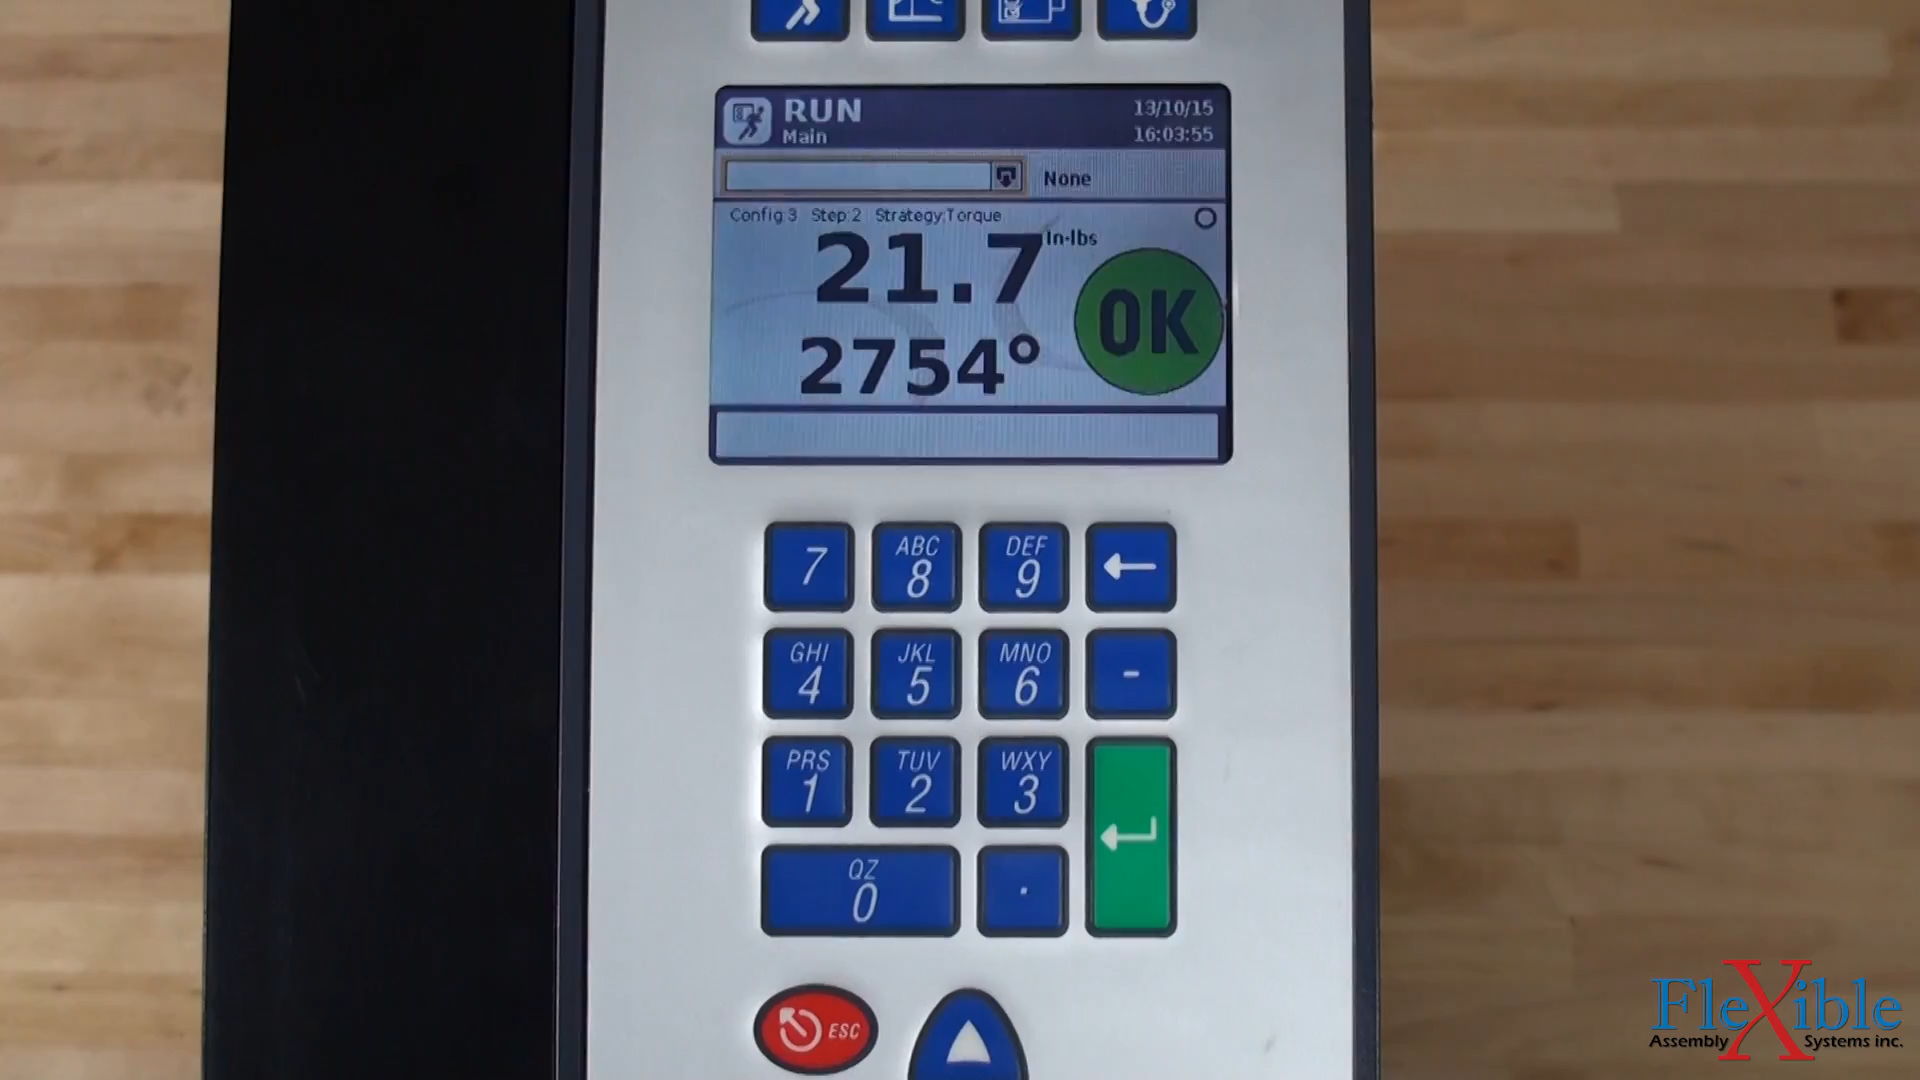 RUN
Main
13/10/15
16:03:55
None
Config:3 Step:2 Strategy:Torque
21.7 In-lbs
2754°
OK
7
ABC
8
DEF
9
GHI
4
JKL
5
MNO
6
-
PRS
1
TUV
2
WXY
3
QZ
0
.
ESC
FleXible
Assembly Systems inc.